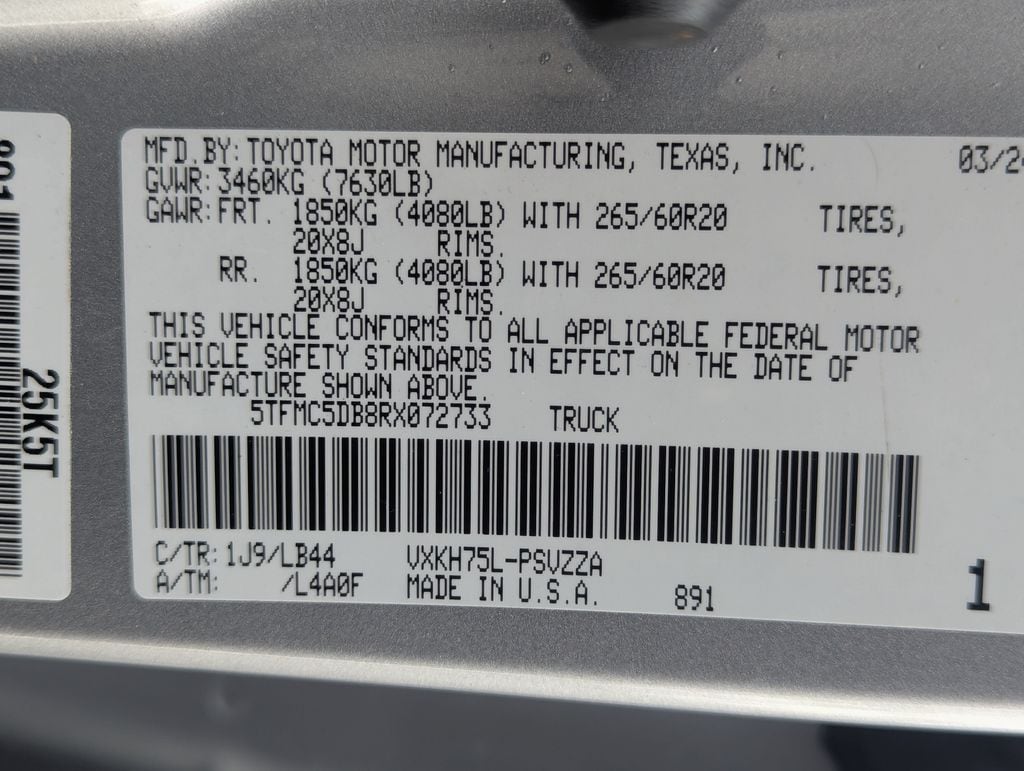 MFD.BY: TOYOTA MOTOR MANUFACTURING, TEXAS, INC. 03/2
GVWR: 3460KG (7630LB)
GAWR: FRT. 1850KG (4080LB) WITH 265/60R20 TIRES,
20X8J RIMS.
RR. 1850KG (4080LB) WITH 265/60R20 TIRES,
20X8J RIMS.
THIS VEHICLE CONFORMS TO ALL APPLICABLE FEDERAL MOTOR
VEHICLE SAFETY STANDARDS IN EFFECT ON THE DATE OF
MANUFACTURE SHOWN ABOVE.
5TFMC5DB8RX072733 TRUCK
C/TR: 1J9/LB44 VXKH75L-PSVZZA
A/TM: /L4A0F MADE IN U.S.A. 891
1
25K5T